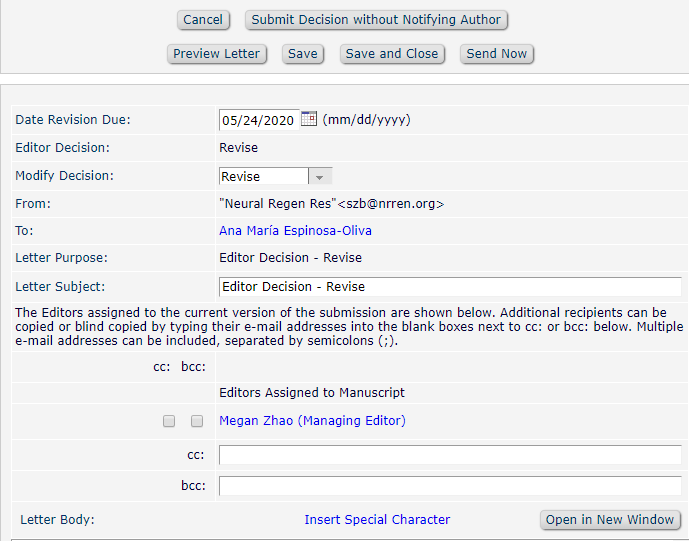 Cancel Submit Decision without Notifying Author
Preview Letter Save Save and Close Send Now
Date Revision Due: 05/24/2020 (mm/dd/yyyy)
Editor Decision: Revise
Modify Decision: Revise
From: "Neural Regen Res"<szb@nrren.org>
To: Ana María Espinosa-Oliva
Letter Purpose: Editor Decision - Revise
Letter Subject: Editor Decision - Revise
The Editors assigned to the current version of the submission are shown below. Additional recipients can be
copied or blind copied by typing their e-mail addresses into the blank boxes next to cc: or bcc: below. Multiple
e-mail addresses can be included, separated by semicolons (;).
cc: bcc:
Editors Assigned to Manuscript
Megan Zhao (Managing Editor)
cc:
bcc:
Letter Body: Insert Special Character Open in New Window